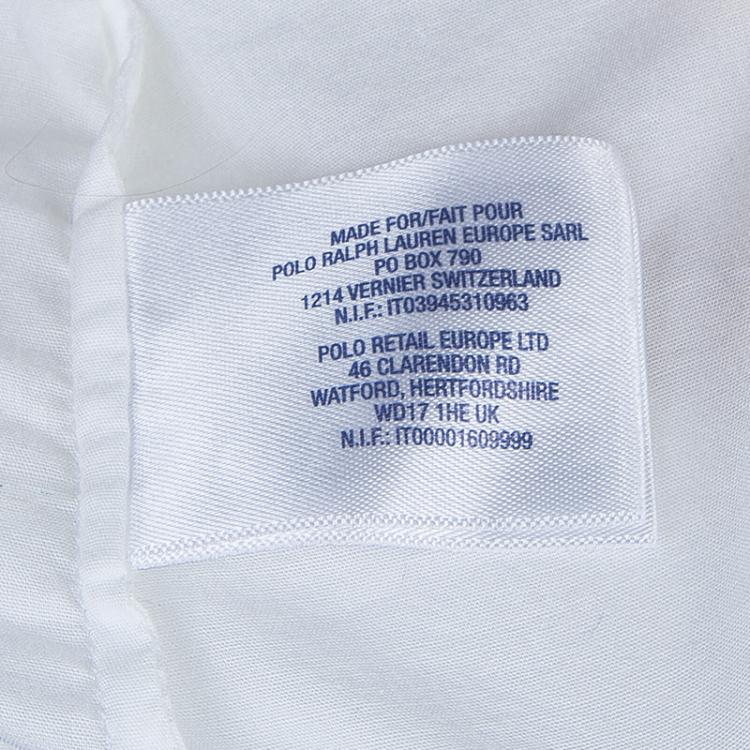 MADE FOR/FAIT POUR
POLO RALPH LAUREN EUROPE SARL
PO BOX 790
1214 VERNIER SWITZERLAND
N.I.F.: IT03945310963
POLO RETAIL EUROPE LTD
46 CLARENDON RD
WATFORD, HERTFORDSHIRE
WD17 1HE UK
N.I.F.: IT00001609999